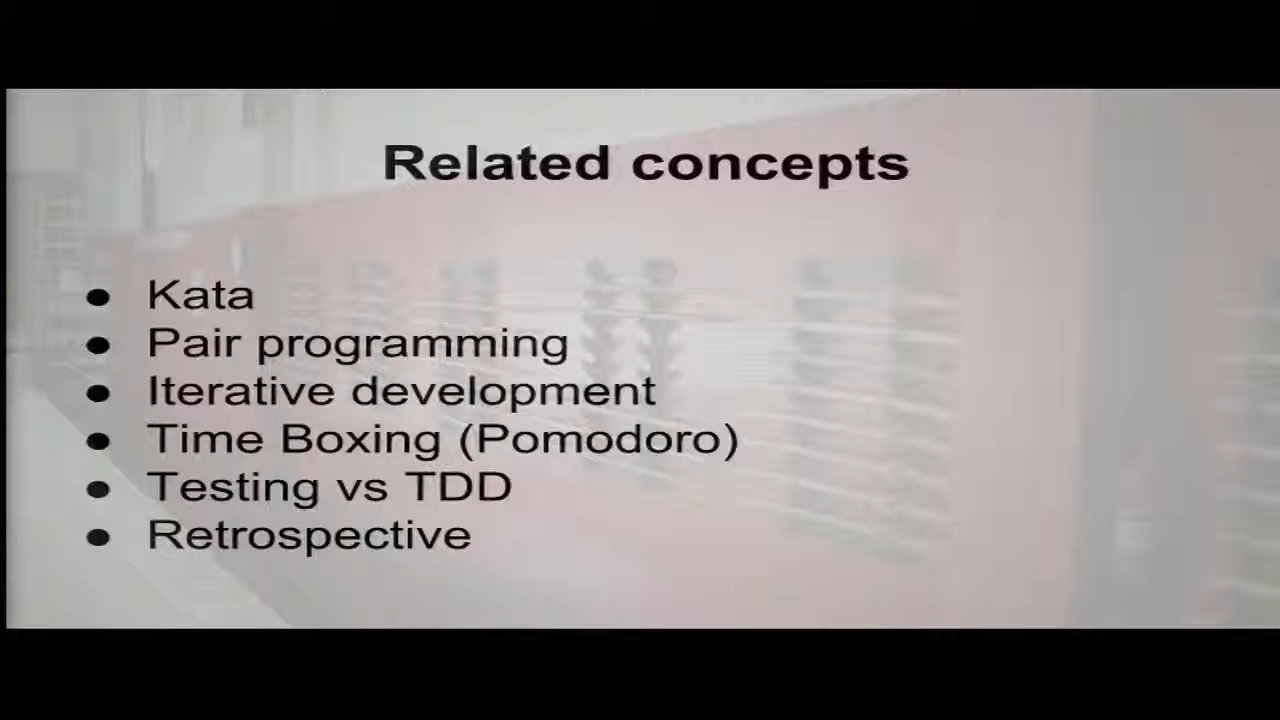 Related concepts
● Kata
● Pair programming
● Iterative development
● Time Boxing (Pomodoro)
● Testing vs TDD
● Retrospective